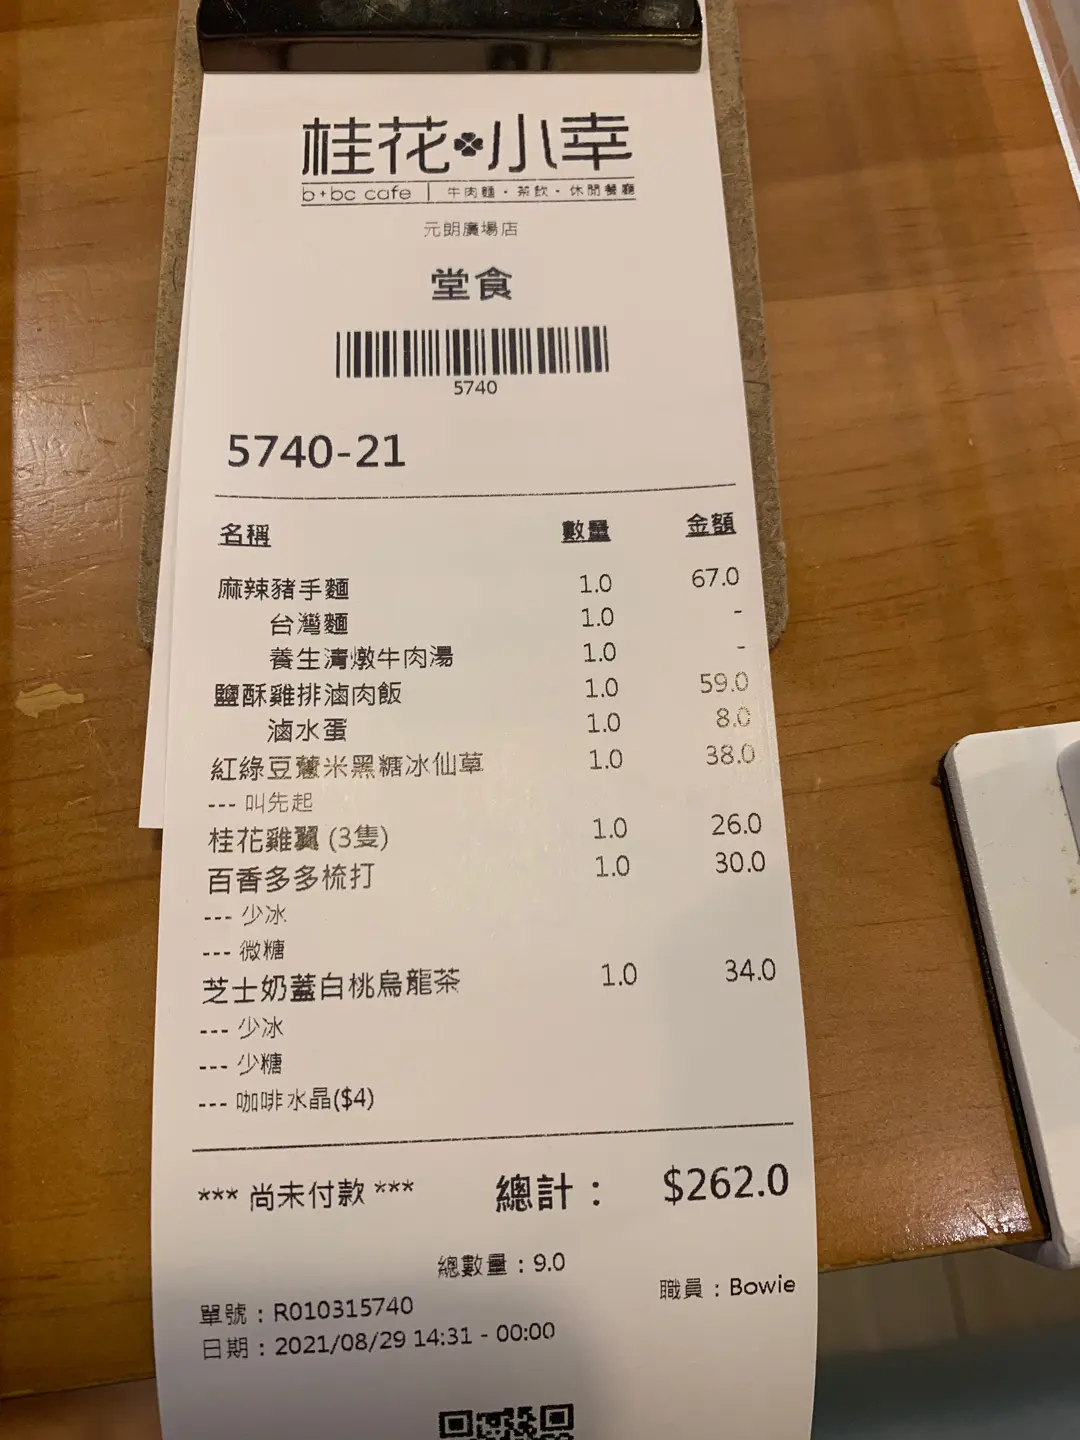 桂花小幸
b+bc cafe | 牛肉麵・茶飲・休閒餐廳
元朗廣場店
堂食
5740
5740-21
名稱 數量 金額
麻辣豬手麵 1.0 67.0
台灣麵 1.0 -
養生清燉牛肉湯 1.0 -
鹽酥雞排滷肉飯 1.0 59.0
滷水蛋 1.0 8.0
紅綠豆薏米黑糖冰仙草 1.0 38.0
--- 叫先起
桂花雞翼 (3隻) 1.0 26.0
百香多多梳打 1.0 30.0
--- 少冰
--- 微糖
芝士奶蓋白桃烏龍茶 1.0 34.0
--- 少冰
--- 少糖
--- 咖啡水晶($4)
*** 尚未付款 *** 總計： $262.0
總數量：9.0
單號：R010315740 職員：Bowie
日期：2021/08/29 14:31 - 00:00